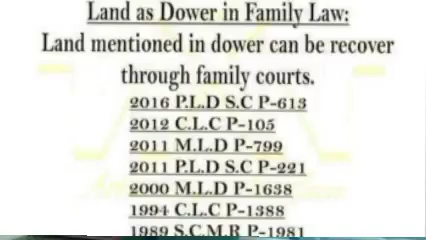 Land as Dower in Family Law:
Land mentioned in dower can be recover
through family courts.
2016 P.L.D S.C P-613
2012 C.L.C P-105
2011 M.L.D P-799
2011 P.L.D S.C P-221
2000 M.L.D P-1638
1994 C.L.C P-1388
1989 S.C.M.R P-1981